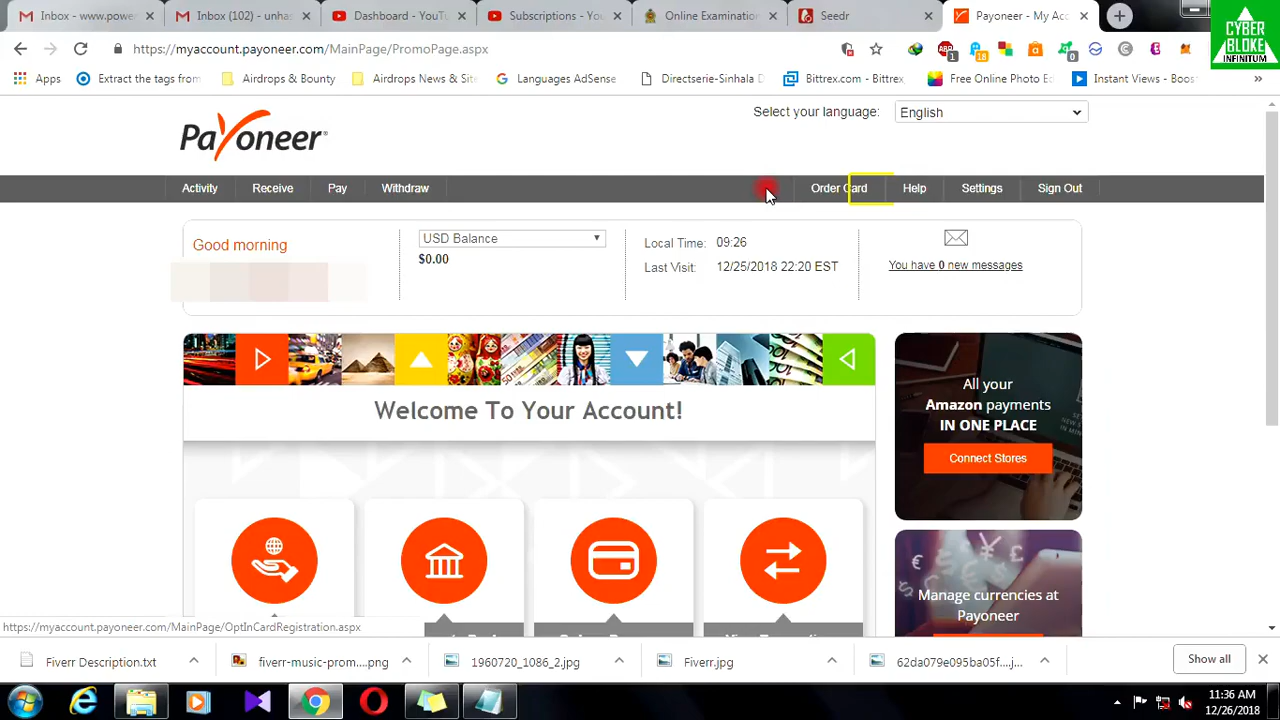 Inbox - www.powe
Inbox (102) - unhas
Dashboard - YouTu
Subscriptions - You
Online Examination
Seedr
Payoneer - My Acc
CYBER
BLOKE
INFINITUM
https://myaccount.payoneer.com/MainPage/PromoPage.aspx
Apps
Extract the tags from
Airdrops & Bounty
Airdrops News & Site
Languages AdSense
Directserie-Sinhala D
Bittrex.com - Bittrex,
Free Online Photo Ed
Instant Views - Boost
Payoneer
Select your language:
English
Activity
Receive
Pay
Withdraw
Order Card
Help
Settings
Sign Out
Good morning
USD Balance
$0.00
Local Time: 09:26
Last Visit: 12/25/2018 22:20 EST
You have 0 new messages
Welcome To Your Account!
All your
Amazon payments
IN ONE PLACE
Connect Stores
Manage currencies at
Payoneer
https://myaccount.payoneer.com/MainPage/OptInCardRegistration.aspx
Fiverr Description.txt
fiverr-music-prom....png
1960720_1086_2.jpg
Fiverr.jpg
62da079e095ba05f....j...
Show all
11:36 AM
12/26/2018